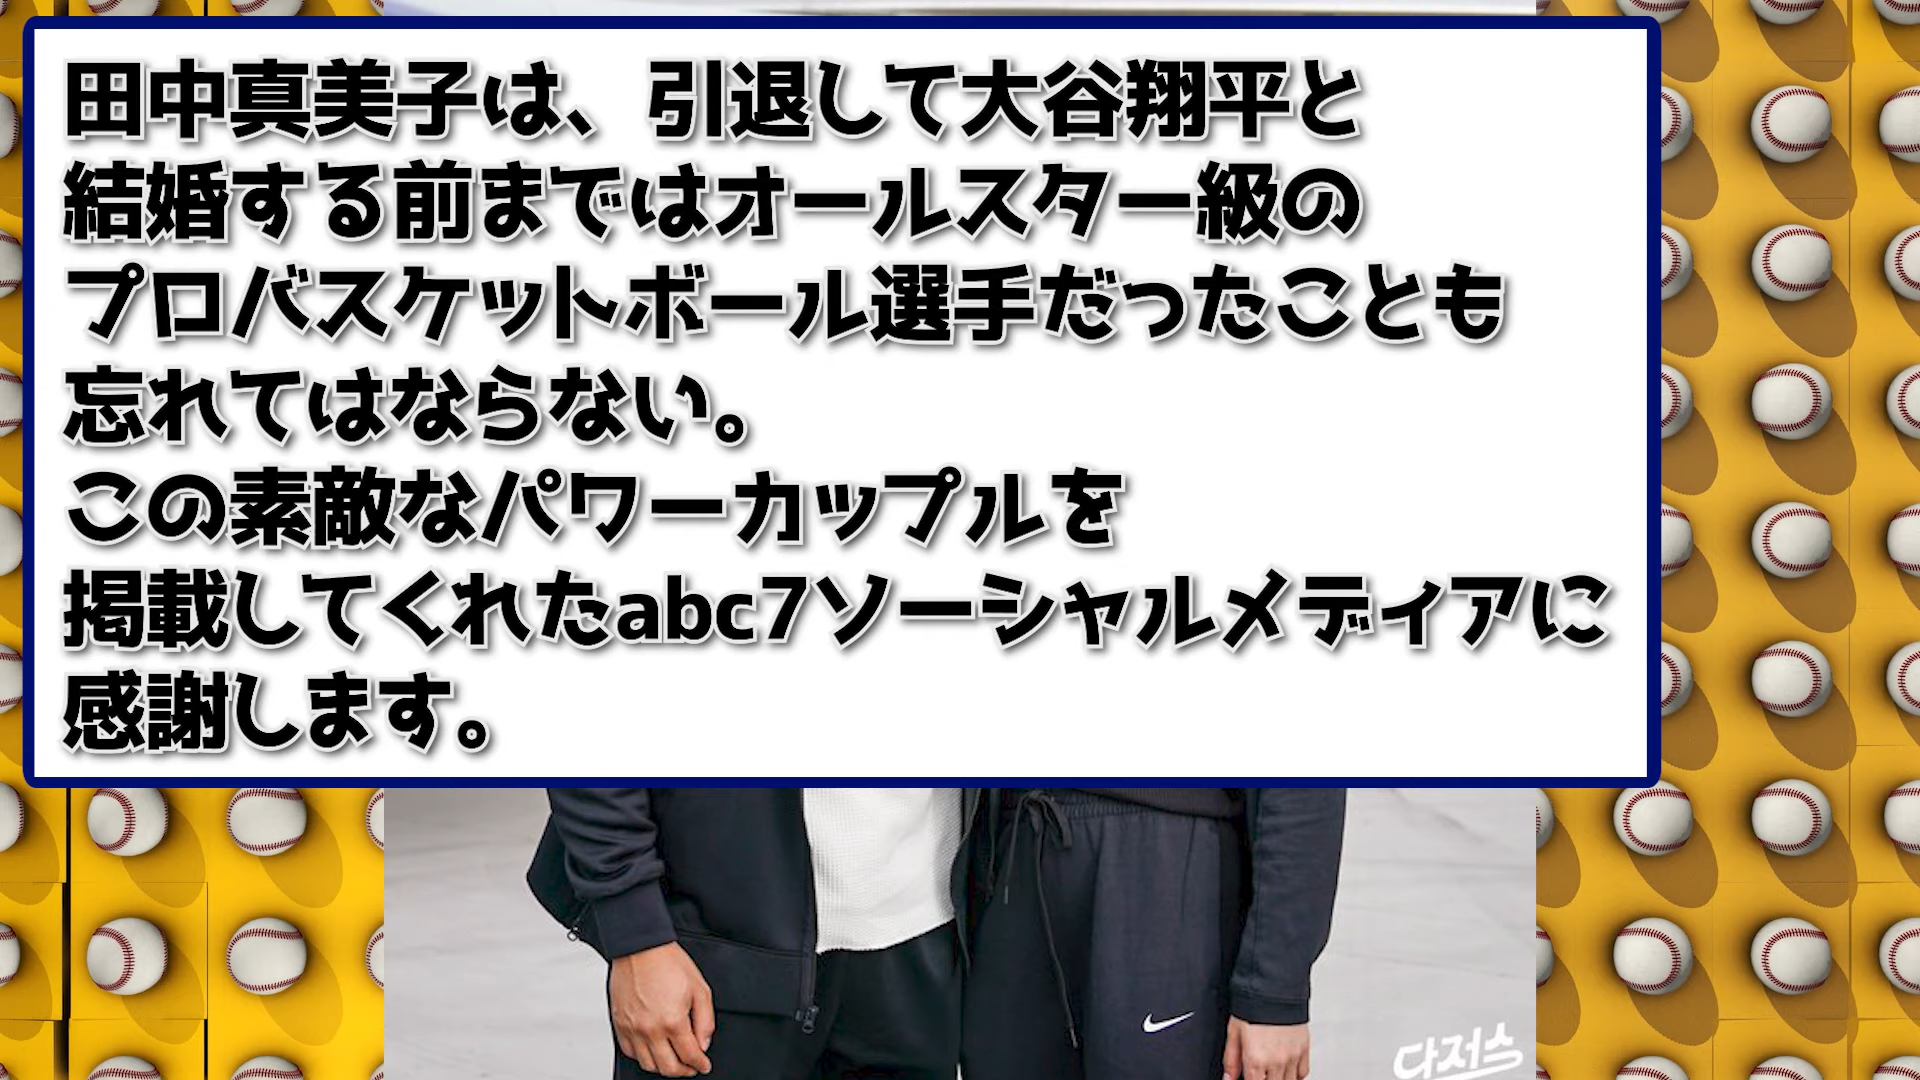 田中真美子は、引退して大谷翔平と
結婚する前まではオールスター級の
プロバスケットボール選手だったことも
忘れてはならない。
この素敵なパワーカップルを
掲載してくれたabc7ソーシャルメディアに
感謝します。
다저스